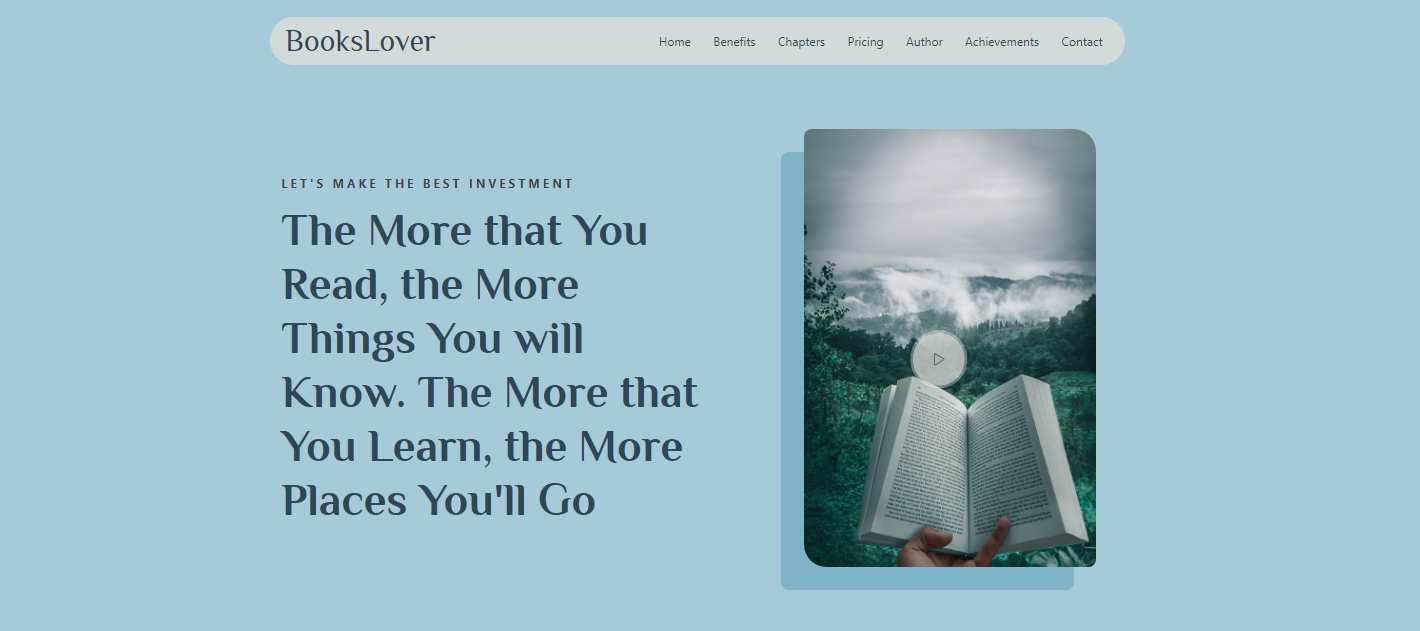 BooksLover
Home Benefits Chapters Pricing Author Achievements Contact
LET'S MAKE THE BEST INVESTMENT
The More that You
Read, the More
Things You will
Know. The More that
You Learn, the More
Places You'll Go